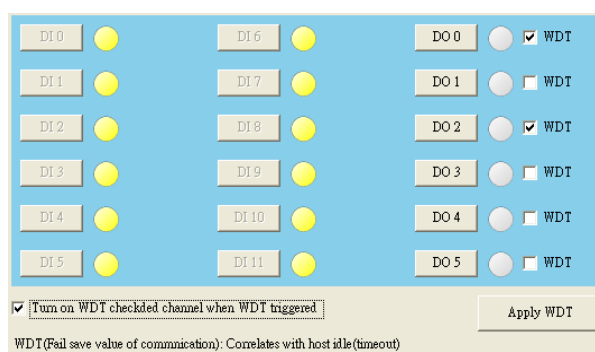 DI 0 DI 6 DO 0 WDT
DI 1 DI 7 DO 1 WDT
DI 2 DI 8 DO 2 WDT
DI 3 DI 9 DO 3 WDT
DI 4 DI 10 DO 4 WDT
DI 5 DI 11 DO 5 WDT
Turn on WDT checkded channel when WDT triggered
Apply WDT
WDT(Fail save value of commnication): Correlates with host idle(timeout)